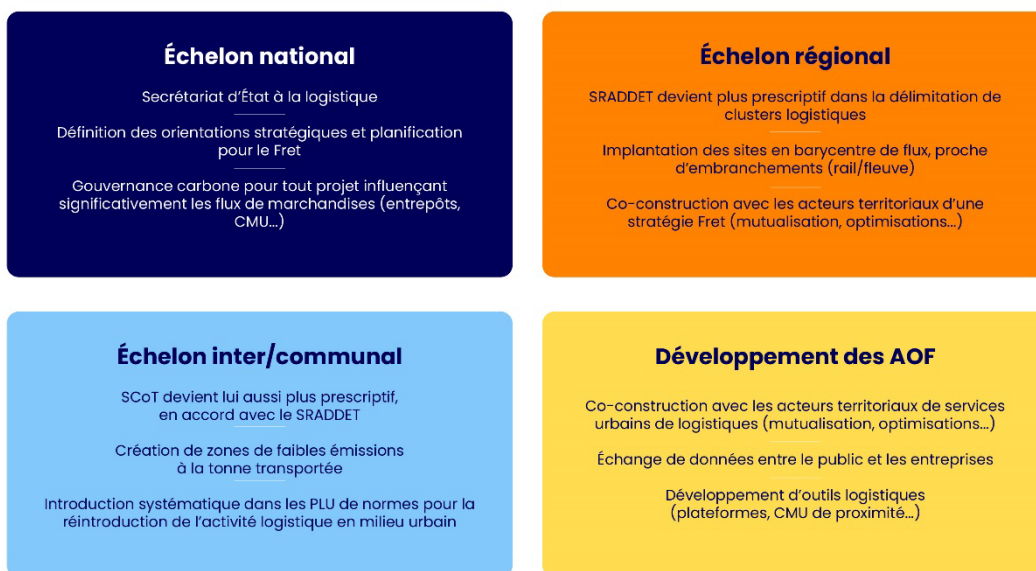 Échelon national
Secrétariat d’État à la logistique
Définition des orientations stratégiques et planification
pour le Fret
Gouvernance carbone pour tout projet influençant
significativement les flux de marchandises (entrepôts,
CMU...)
Échelon régional
SRADDET devient plus prescriptif dans la délimitation de
clusters logistiques
Implantation des sites en barycentre de flux, proche
d’embranchements (rail/fleuve)
Co-construction avec les acteurs territoriaux d’une
stratégie Fret (mutualisation, optimisations...)
Échelon inter/communal
SCoT devient lui aussi plus prescriptif,
en accord avec le SRADDET
Création de zones de faibles émissions
à la tonne transportée
Introduction systématique dans les PLU de normes pour la
réintroduction de l’activité logistique en milieu urbain
Développement des AOF
Co-construction avec les acteurs territoriaux de services
urbains de logistiques (mutualisation, optimisations...)
Échange de données entre le public et les entreprises
Développement d’outils logistiques
(plateformes, CMU de proximité...)